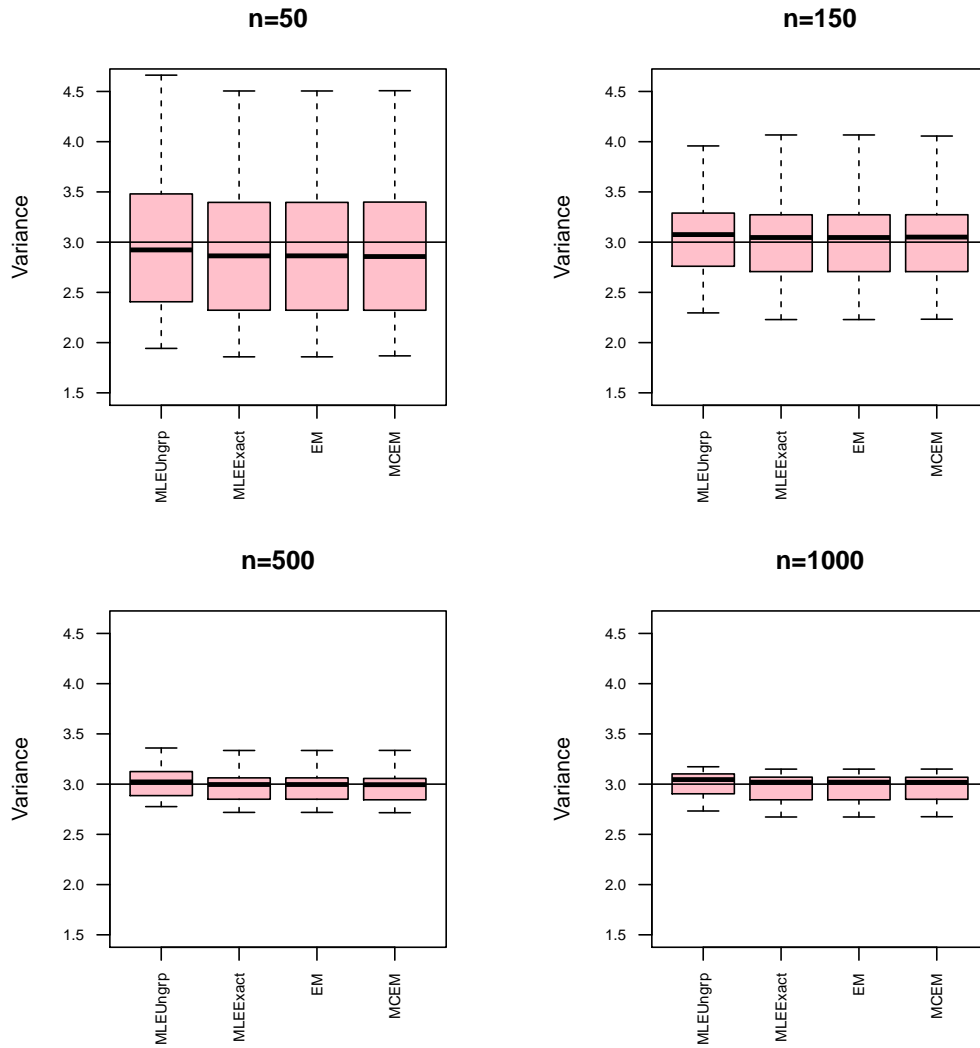 n=50
Variance
4.5
4.0
3.5
3.0
2.5
2.0
1.5
MLEUngrp
MLEExact
EM
MCEM
n=150
Variance
4.5
4.0
3.5
3.0
2.5
2.0
1.5
MLEUngrp
MLEExact
EM
MCEM
n=500
Variance
4.5
4.0
3.5
3.0
2.5
2.0
1.5
MLEUngrp
MLEExact
EM
MCEM
n=1000
Variance
4.5
4.0
3.5
3.0
2.5
2.0
1.5
MLEUngrp
MLEExact
EM
MCEM